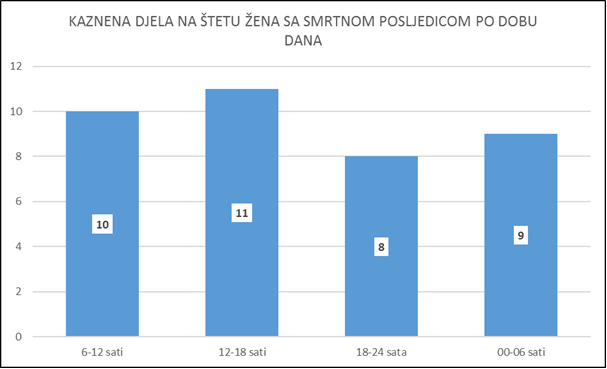 KAZNENA DJELA NA ŠTETU ŽENA SA SMRTNOM POSLJEDICOM PO DOBU
DANA
12
10
8
6
4
2
0
10
11
8
9
6-12 sati
12-18 sati
18-24 sata
00-06 sati